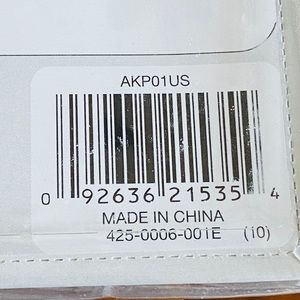 AKP01US
0 92636 21535 4
MADE IN CHINA
425-0006-001E (10)